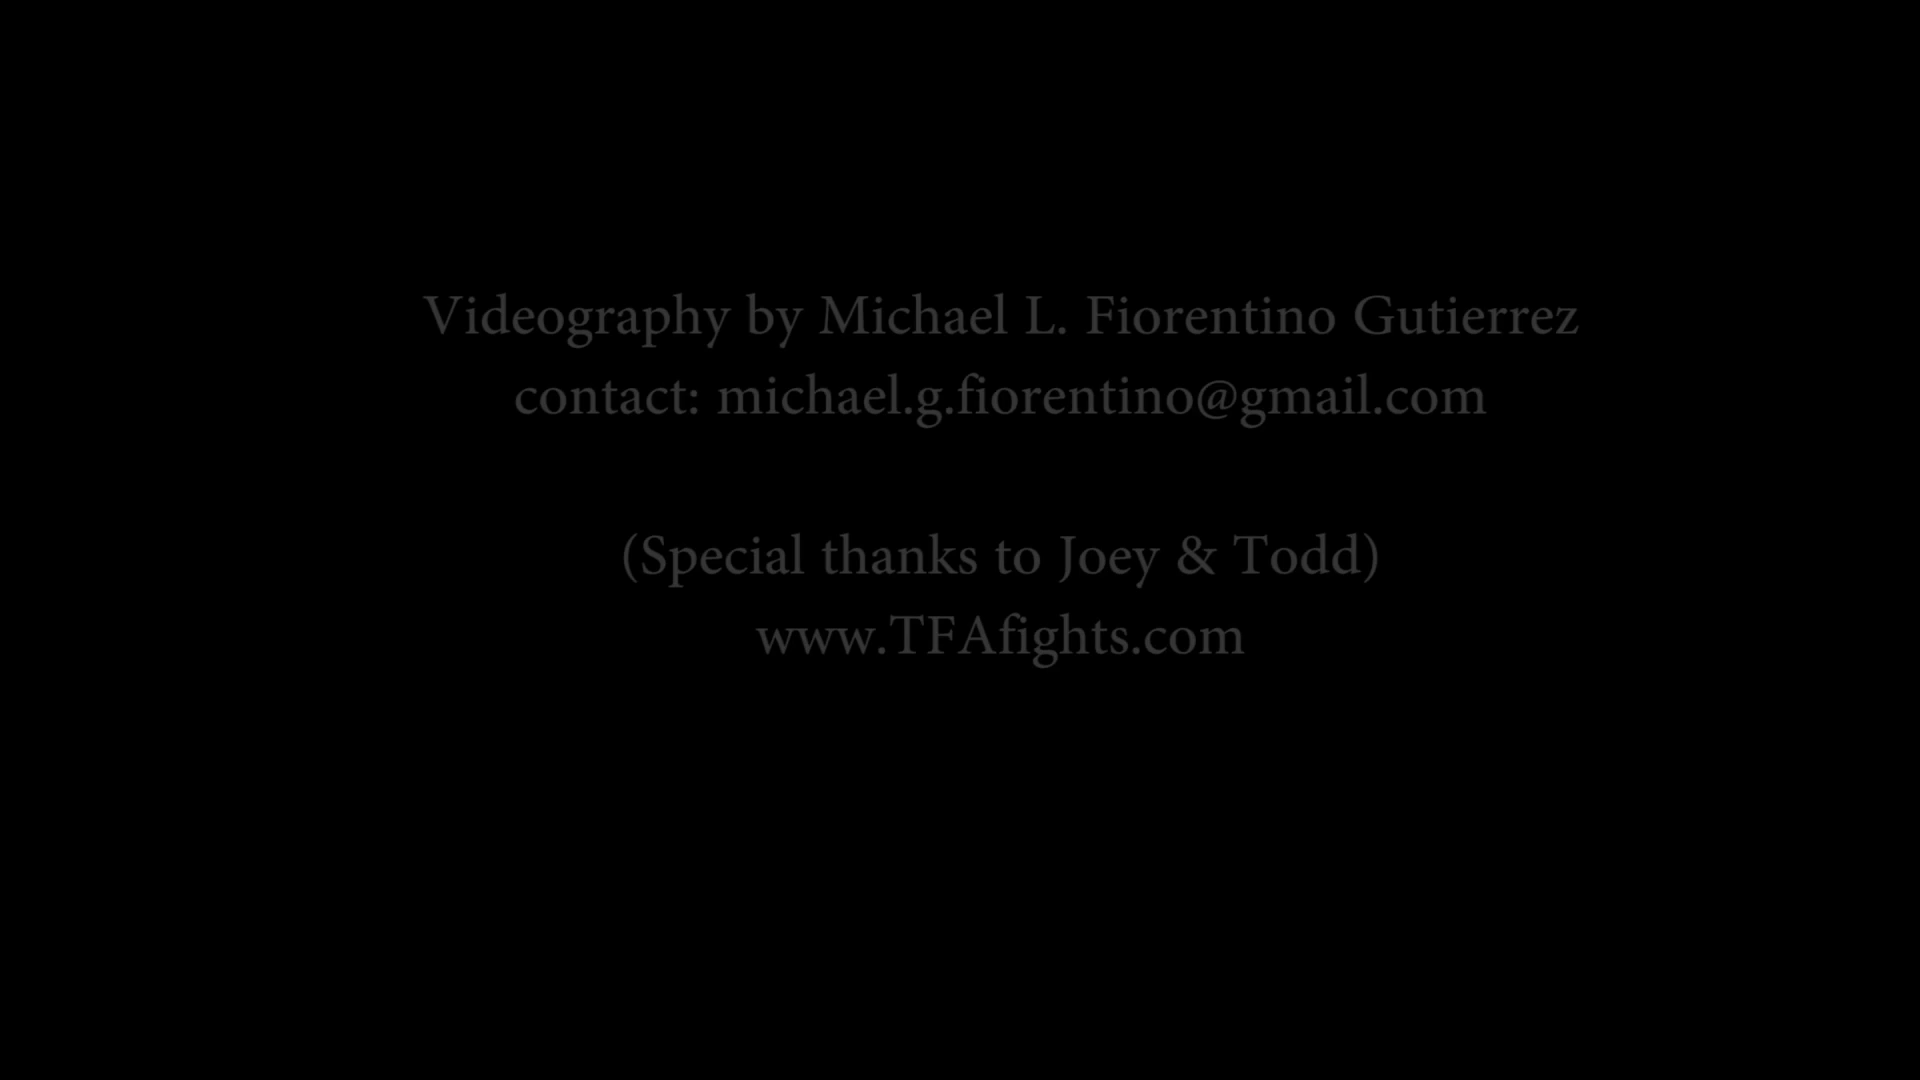 Videography by Michael L. Fiorentino Gutierrez
contact: michael.g.fiorentino@gmail.com
(Special thanks to Joey & Todd)
www.TFAfights.com